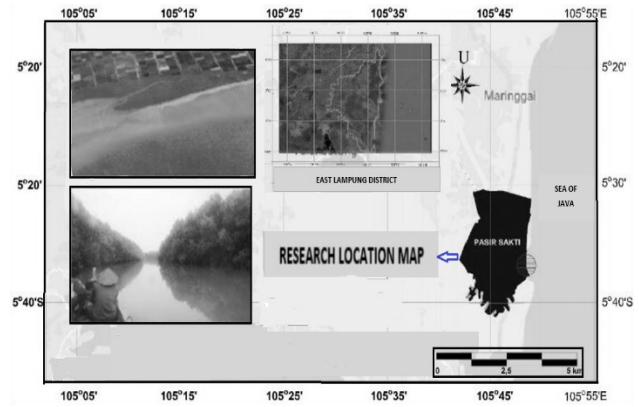 105°05' 105°15' 105°25' 105°35' 105°45' 105°55'E
5°20' 5°20'
U
Maringgai
EAST LAMPUNG DISTRICT
5°20' 5°30'
SEA OF
JAVA
RESEARCH LOCATION MAP
PASIR SAKTI
5°40'S 5°40'
0 2,5 5 km
105°05' 105°15' 105°25' 105°35' 105°45' 105°55'E